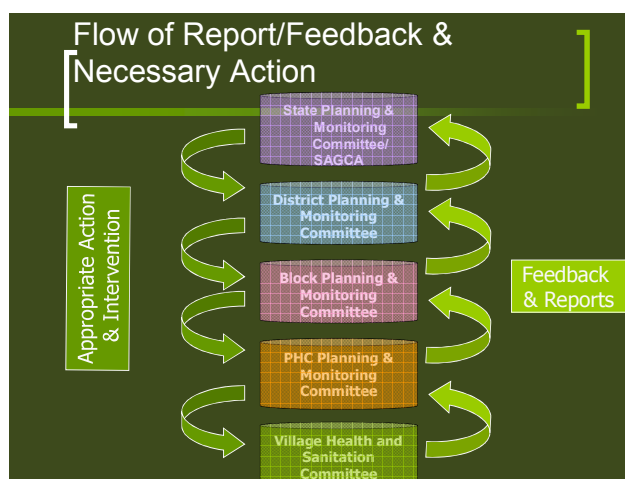 Flow of Report/Feedback &
Necessary Action
State Planning &
Monitoring
Committee/
SAGCA
District Planning &
Monitoring
Committee
Appropriate Action
& Intervention
Block Planning &
Monitoring
Committee
Feedback
& Reports
PHC Planning &
Monitoring
Committee
Village Health and
Sanitation
Committee